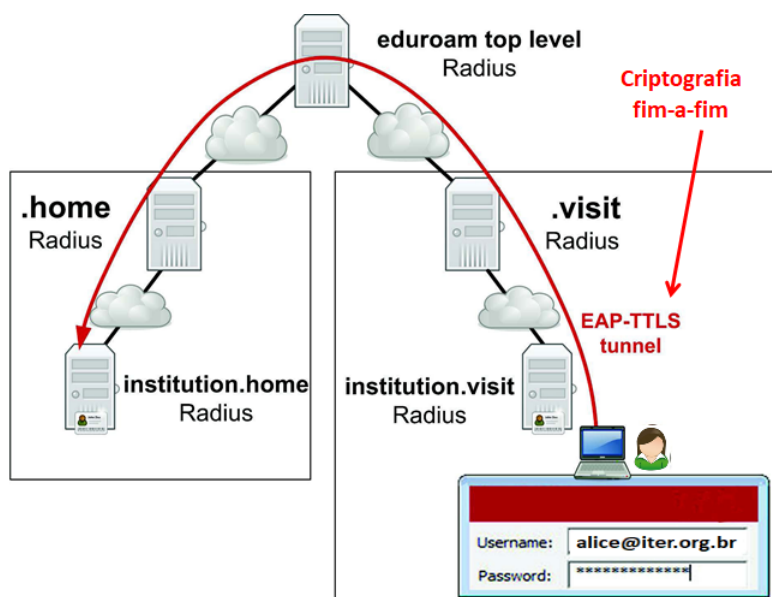 eduroam top level
Radius
Criptografia
fim-a-fim
.home
Radius
.visit
Radius
EAP-TTLS
tunnel
institution.home
Radius
institution.visit
Radius
Username: alice@iter.org.br
Password: *************